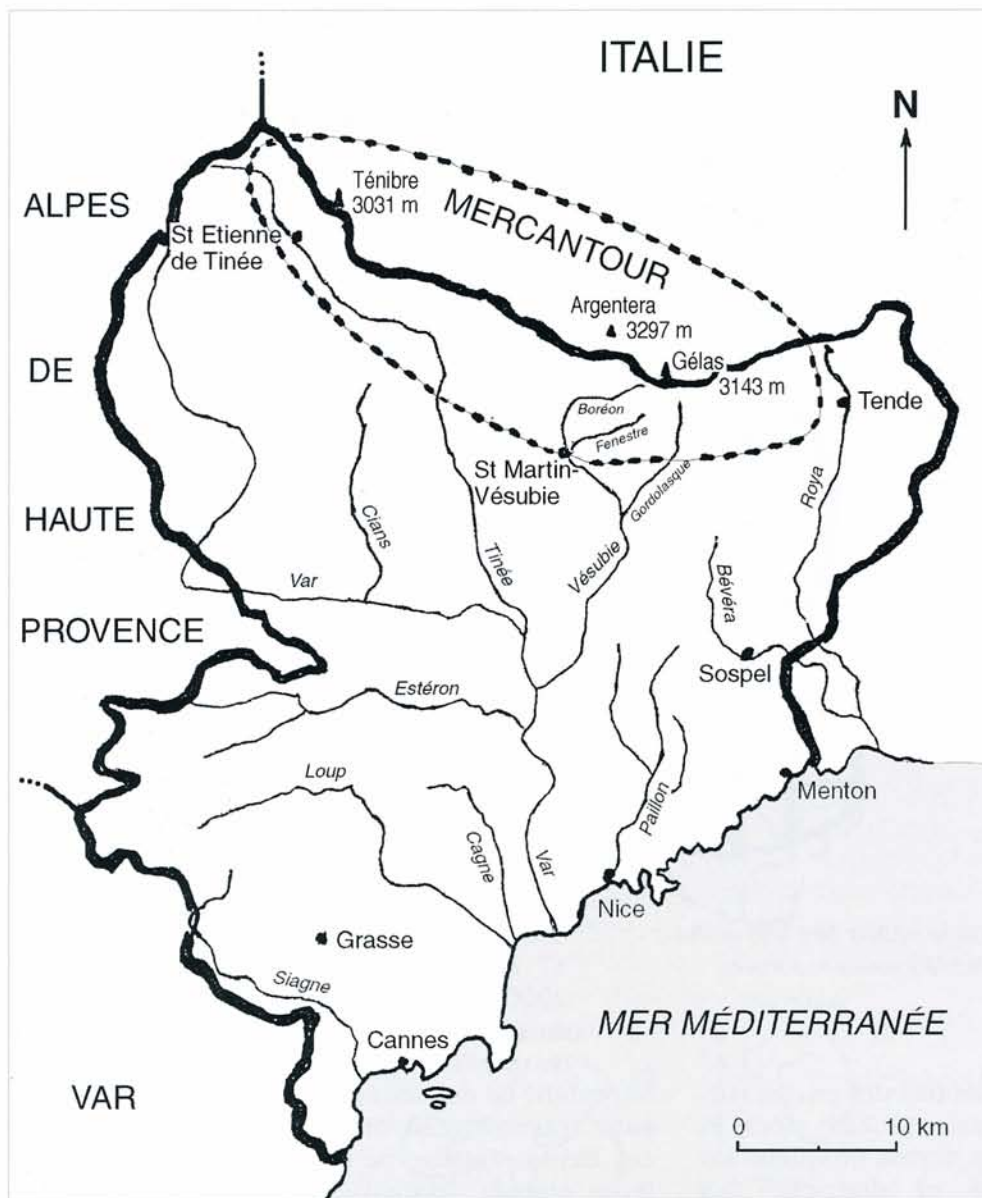 ITALIE
N
ALPES
Ténibre
3031 m
MERCANTOUR
St Etienne
de Tinée
Argentera
3297 m
DE
Gélas
3143 m
Tende
Boréon
Fenestre
St Martin-
Vésubie
Gordolasque
Roya
HAUTE
Cians
Tinée
Vésubie
Var
Bévéra
PROVENCE
Sospel
Estéron
Loup
Menton
Paillon
Cagne
Var
Nice
Grasse
Siagne
MER MÉDITERRANÉE
Cannes
VAR
0 10 km